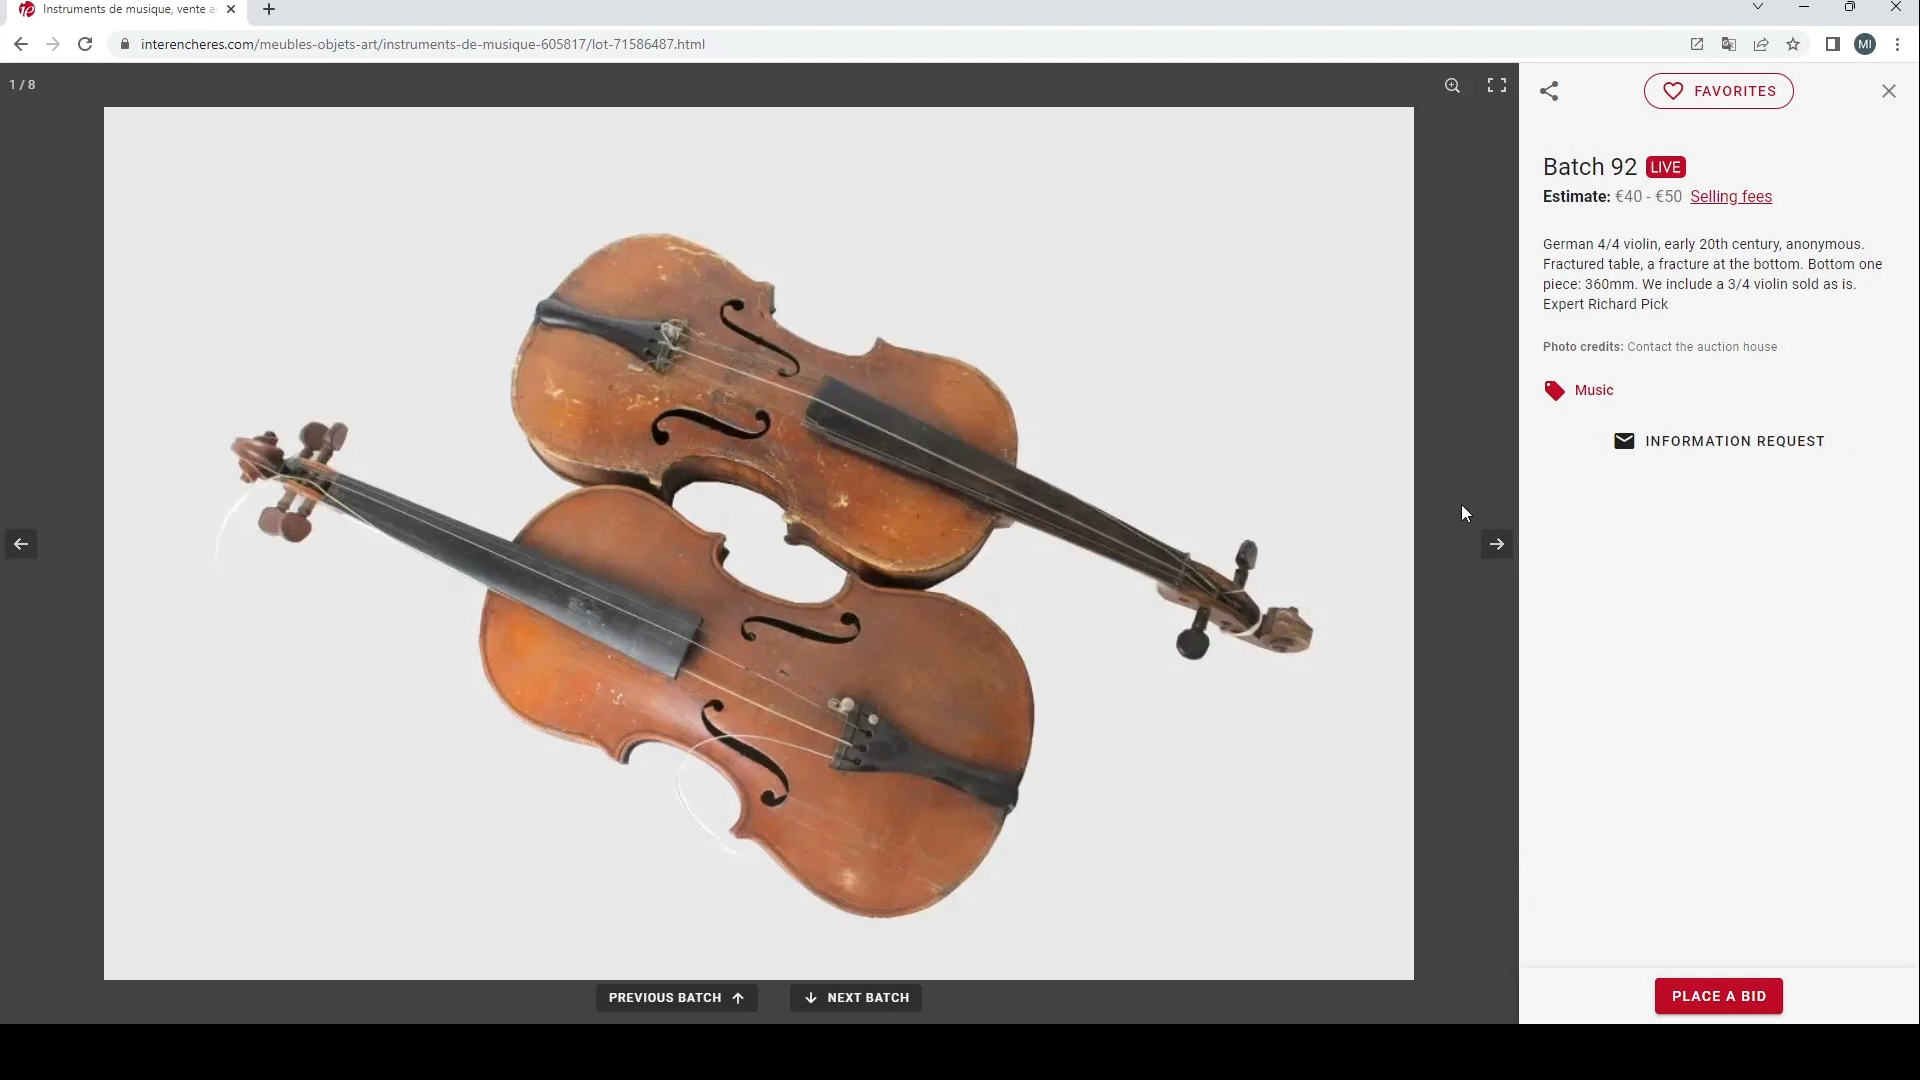 Instruments de musique, vente a
interencheres.com/meubles-objets-art/instruments-de-musique-605817/lot-71586487.html
MI
1 / 8
FAVORITES
Batch 92 LIVE
Estimate: €40 - €50 Selling fees
German 4/4 violin, early 20th century, anonymous.
Fractured table, a fracture at the bottom. Bottom one
piece: 360mm. We include a 3/4 violin sold as is.
Expert Richard Pick
Photo credits: Contact the auction house
Music
INFORMATION REQUEST
PREVIOUS BATCH
NEXT BATCH
PLACE A BID